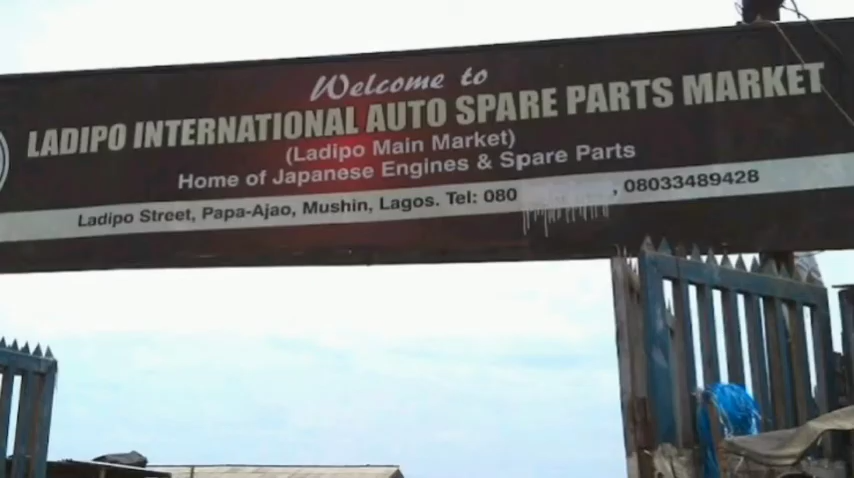 Welcome to
LADIPO INTERNATIONAL AUTO SPARE PARTS MARKET
(Ladipo Main Market)
Home of Japanese Engines & Spare Parts
Ladipo Street, Papa-Ajao, Mushin, Lagos. Tel: 080 , 08033489428